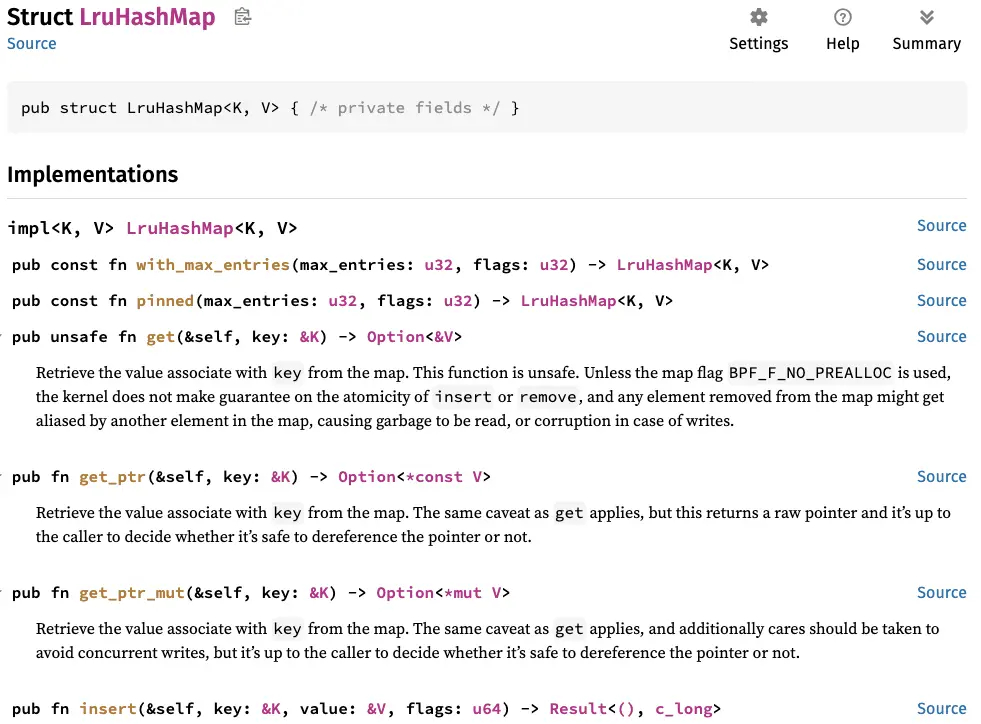 Struct LruHashMap
Source
Settings
Help
Summary
pub struct LruHashMap<K, V> { /* private fields */ }
Implementations
impl<K, V> LruHashMap<K, V>
Source
pub const fn with_max_entries(max_entries: u32, flags: u32) -> LruHashMap<K, V>
Source
pub const fn pinned(max_entries: u32, flags: u32) -> LruHashMap<K, V>
Source
pub unsafe fn get(&self, key: &K) -> Option<&V>
Source
Retrieve the value associate with key from the map. This function is unsafe. Unless the map flag BPF_F_NO_PREALLOC is used,
the kernel does not make guarantee on the atomicity of insert or remove, and any element removed from the map might get
aliased by another element in the map, causing garbage to be read, or corruption in case of writes.
pub fn get_ptr(&self, key: &K) -> Option<*const V>
Source
Retrieve the value associate with key from the map. The same caveat as get applies, but this returns a raw pointer and it’s up to
the caller to decide whether it’s safe to dereference the pointer or not.
pub fn get_ptr_mut(&self, key: &K) -> Option<*mut V>
Source
Retrieve the value associate with key from the map. The same caveat as get applies, and additionally cares should be taken to
avoid concurrent writes, but it’s up to the caller to decide whether it’s safe to dereference the pointer or not.
pub fn insert(&self, key: &K, value: &V, flags: u64) -> Result<(), c_long>
Source